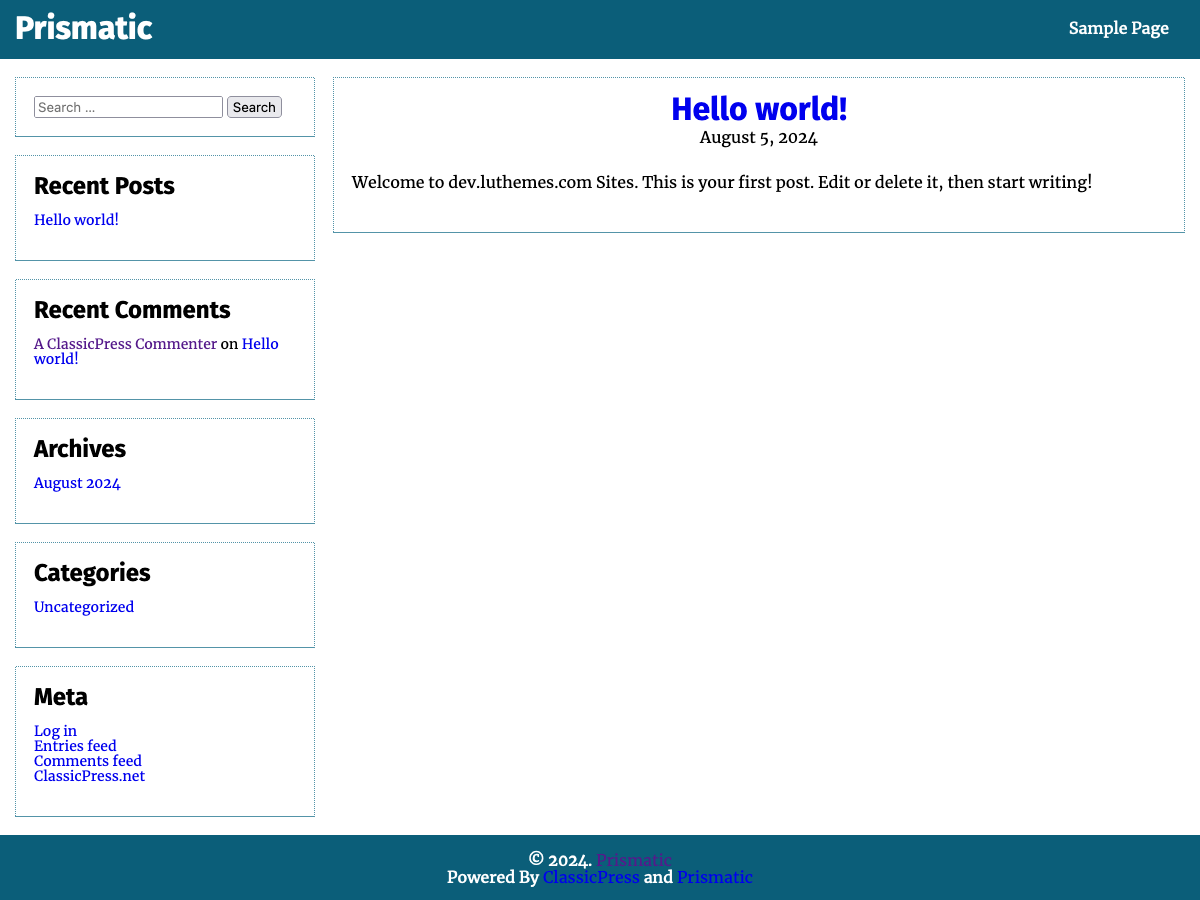 Prismatic
Sample Page
Search ...
Search
Recent Posts
Hello world!
Recent Comments
A ClassicPress Commenter on Hello
world!
Archives
August 2024
Categories
Uncategorized
Meta
Log in
Entries feed
Comments feed
ClassicPress.net
Hello world!
August 5, 2024
Welcome to dev.luthemes.com Sites. This is your first post. Edit or delete it, then start writing!
© 2024. Prismatic
Powered By ClassicPress and Prismatic